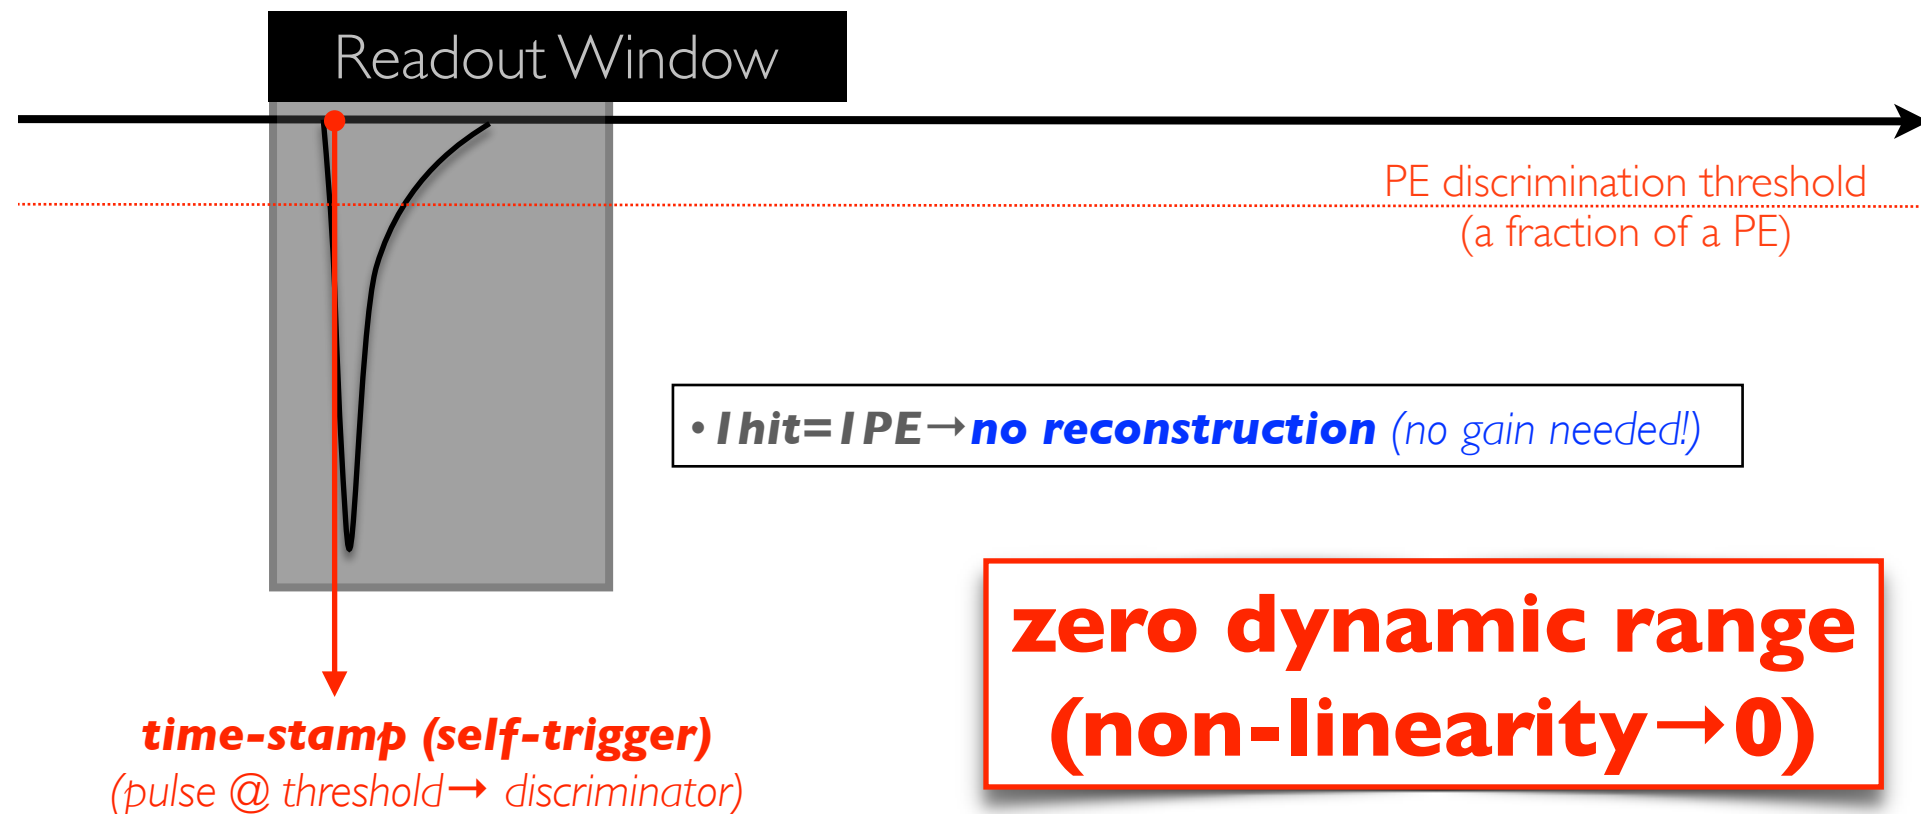 Readout Window
PE discrimination threshold
(a fraction of a PE)
• 1hit=1PE→no reconstruction (no gain needed!)
zero dynamic range
(non-linearity→0)
time-stamp (self-trigger)
(pulse @ threshold→ discriminator)